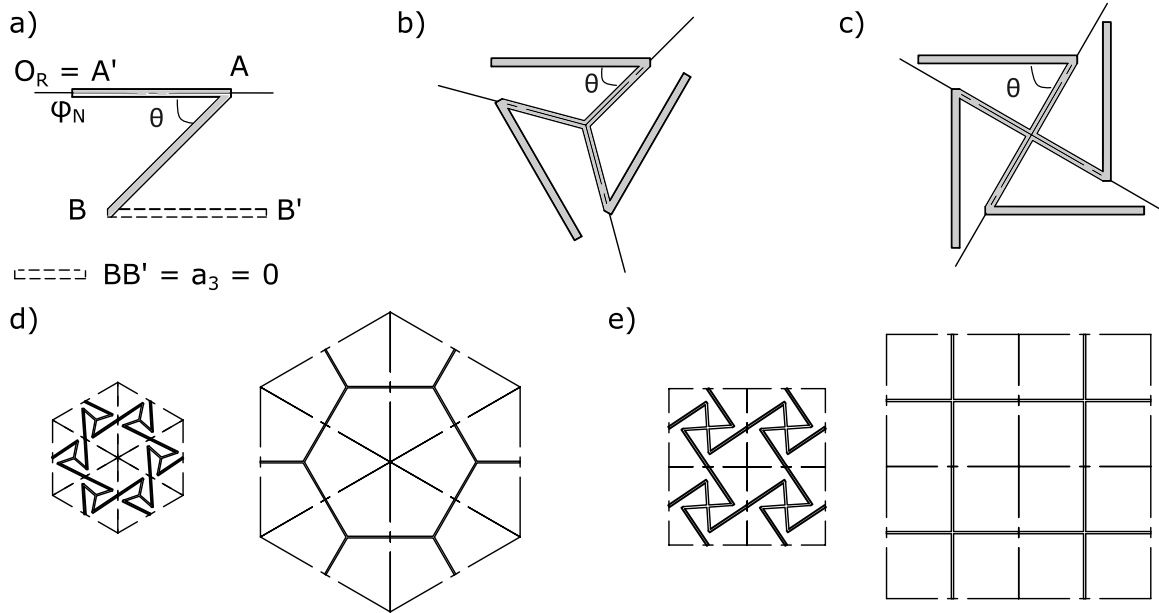 a)
O_R = A'
A
φ_N
θ
B
B'
BB' = a_3 = 0
b)
θ
c)
θ
d)
e)